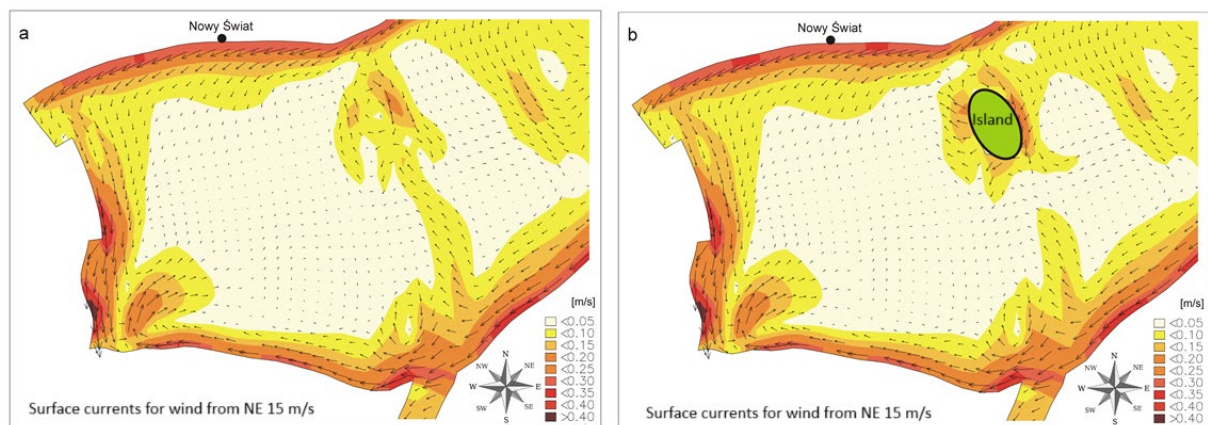 a
Nowy Świat
[m/s]
<0.05
<0.10
<0.15
<0.20
<0.25
<0.30
<0.35
<0.40
>0.40
N
NW NE
W E
SW SE
S
Surface currents for wind from NE 15 m/s
b
Nowy Świat
Island
[m/s]
<0.05
<0.10
<0.15
<0.20
<0.25
<0.30
<0.35
<0.40
>0.40
N
NW NE
W E
SW SE
S
Surface currents for wind from NE 15 m/s